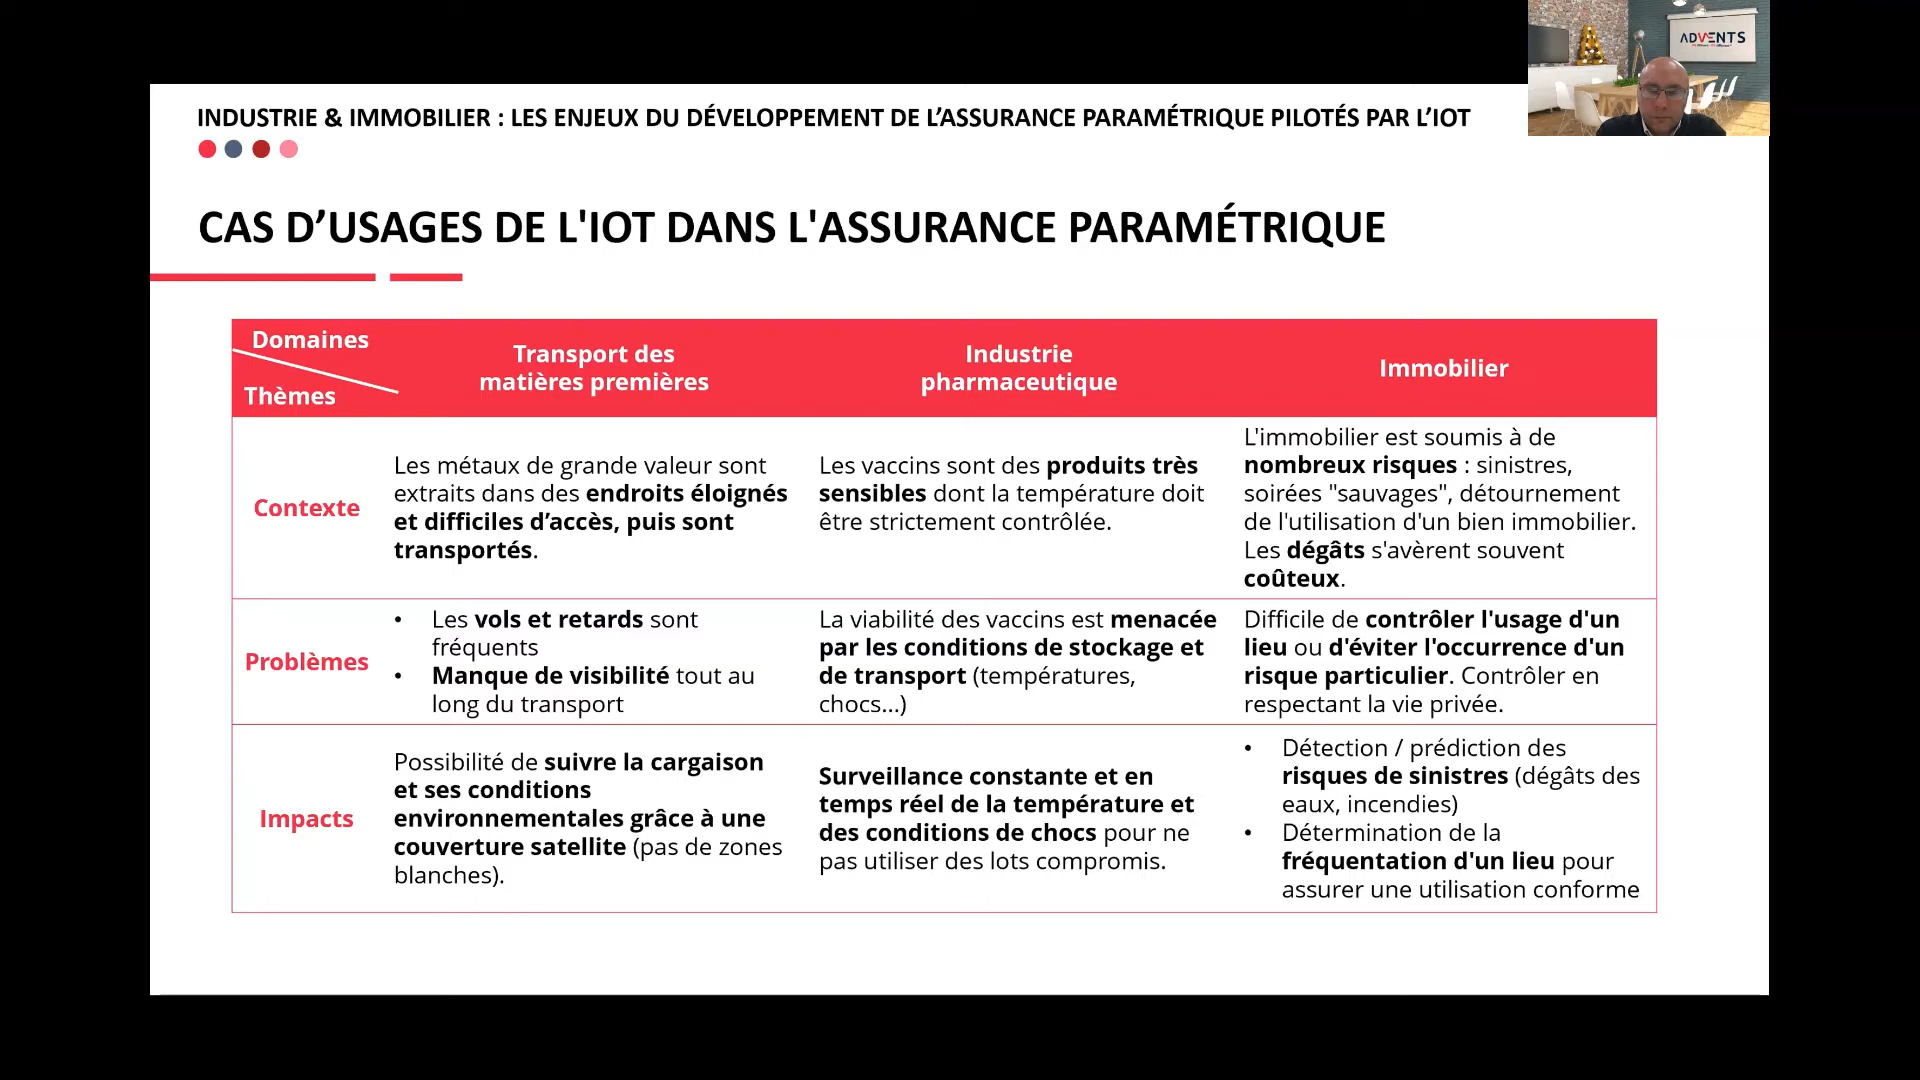 ADVENTS
INDUSTRIE & IMMOBILIER : LES ENJEUX DU DÉVELOPPEMENT DE L’ASSURANCE PARAMÉTRIQUE PILOTÉS PAR L’IOT
CAS D’USAGES DE L'IOT DANS L'ASSURANCE PARAMÉTRIQUE
Domaines
Thèmes
Transport des
matières premières
Industrie
pharmaceutique
Immobilier
Contexte
Les métaux de grande valeur sont
extraits dans des endroits éloignés
et difficiles d’accès, puis sont
transportés.
Les vaccins sont des produits très
sensibles dont la température doit
être strictement contrôlée.
L'immobilier est soumis à de
nombreux risques : sinistres,
soirées "sauvages", détournement
de l'utilisation d'un bien immobilier.
Les dégâts s'avèrent souvent
coûteux.
Problèmes
• Les vols et retards sont
fréquents
• Manque de visibilité tout au
long du transport
La viabilité des vaccins est menacée
par les conditions de stockage et
de transport (températures,
chocs...)
Difficile de contrôler l'usage d'un
lieu ou d'éviter l'occurrence d'un
risque particulier. Contrôler en
respectant la vie privée.
Impacts
Possibilité de suivre la cargaison
et ses conditions
environnementales grâce à une
couverture satellite (pas de zones
blanches).
Surveillance constante et en
temps réel de la température et
des conditions de chocs pour ne
pas utiliser des lots compromis.
• Détection / prédiction des
risques de sinistres (dégâts des
eaux, incendies)
• Détermination de la
fréquentation d'un lieu pour
assurer une utilisation conforme